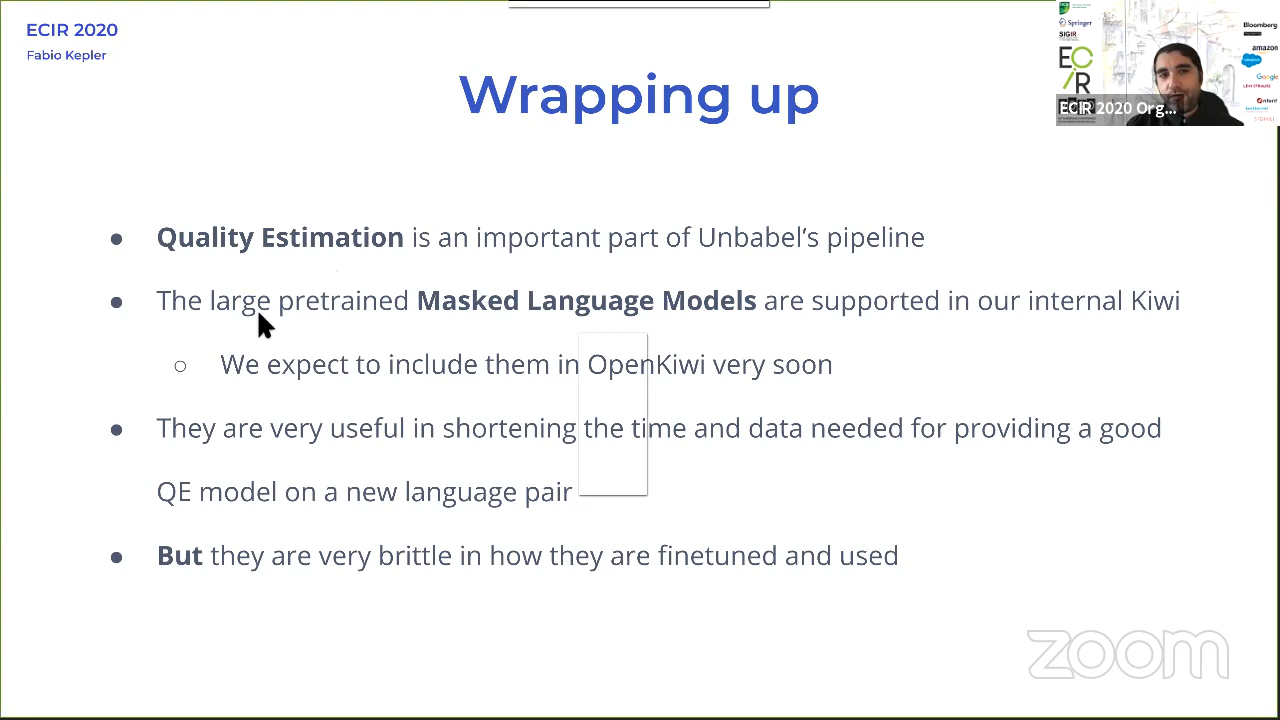 ECIR 2020
Fabio Kepler
Wrapping up
● Quality Estimation is an important part of Unbabel’s pipeline
● The large pretrained Masked Language Models are supported in our internal Kiwi
○ We expect to include them in OpenKiwi very soon
● They are very useful in shortening the time and data needed for providing a good
QE model on a new language pair
● But they are very brittle in how they are finetuned and used
Springer
SIGIR
EC
IR
ECIR 2020 Org...
Bloomberg
amazon
Google
LEVI STRAUSS
zoom